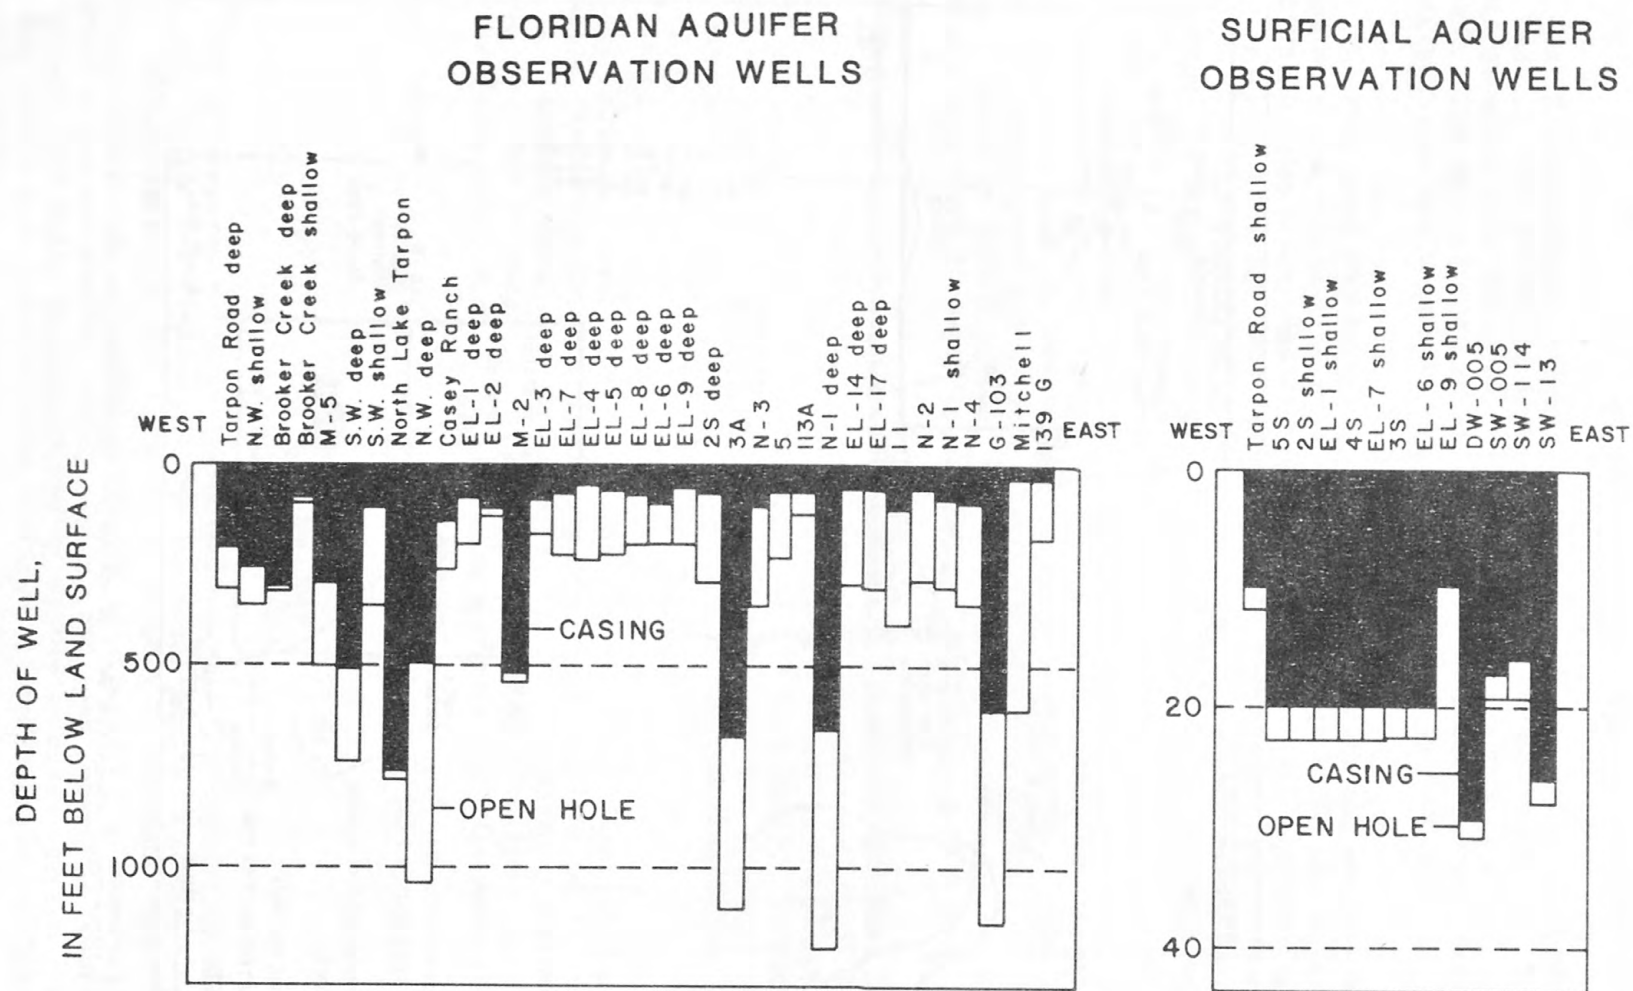 FLORIDAN AQUIFER
OBSERVATION WELLS
SURFICIAL AQUIFER
OBSERVATION WELLS
DEPTH OF WELL,
IN FEET BELOW LAND SURFACE
WEST
Tarpon Road deep
N.W. shallow
Brooker Creek deep
Brooker Creek shallow
M-5
S.W. deep
S.W. shallow
North Lake Tarpon
N.W. deep
Casey Ranch
EL-1 deep
EL-2 deep
M-2
EL-3 deep
EL-7 deep
EL-4 deep
EL-5 deep
EL-8 deep
EL-6 deep
EL-9 deep
2S deep
3A
N-3
5
113A
N-1 deep
EL-14 deep
EL-17 deep
11
N-2
N-1 shallow
N-4
G-103
Mitchell
139 G
EAST
0
500
1000
CASING
OPEN HOLE
WEST
Tarpon Road shallow
5S
2S shallow
EL-1 shallow
4S
EL-7 shallow
3S
EL-6 shallow
EL-9 shallow
DW-005
SW-005
SW-114
SW-13
EAST
0
20
40
CASING
OPEN HOLE